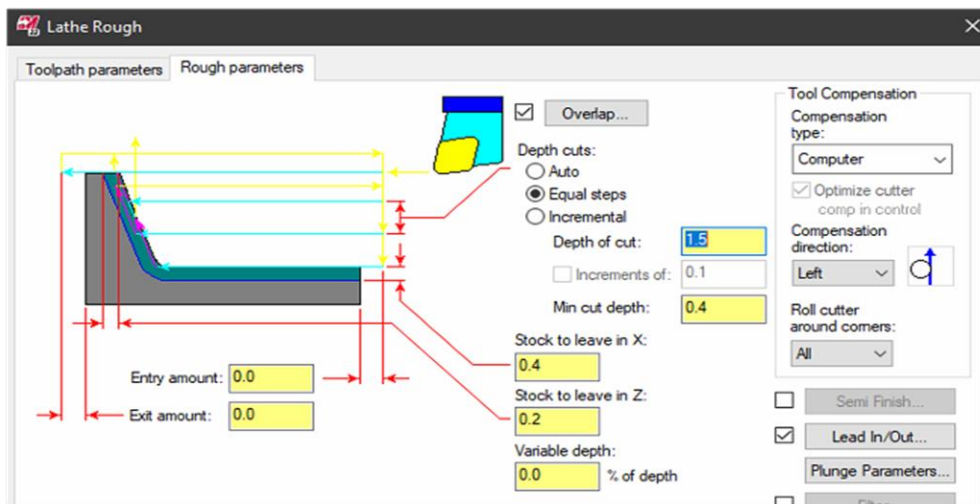 Lathe Rough
Toolpath parameters
Rough parameters
Overlap...
Depth cuts:
Auto
Equal steps
Incremental
Depth of cut: 1.5
Increments of: 0.1
Min cut depth: 0.4
Stock to leave in X:
0.4
Stock to leave in Z:
0.2
Variable depth:
0.0 % of depth
Entry amount: 0.0
Exit amount: 0.0
Tool Compensation
Compensation
type:
Computer
Optimize cutter
comp in control
Compensation
direction:
Left
Roll cutter
around corners:
All
Semi Finish...
Lead In/Out...
Plunge Parameters...